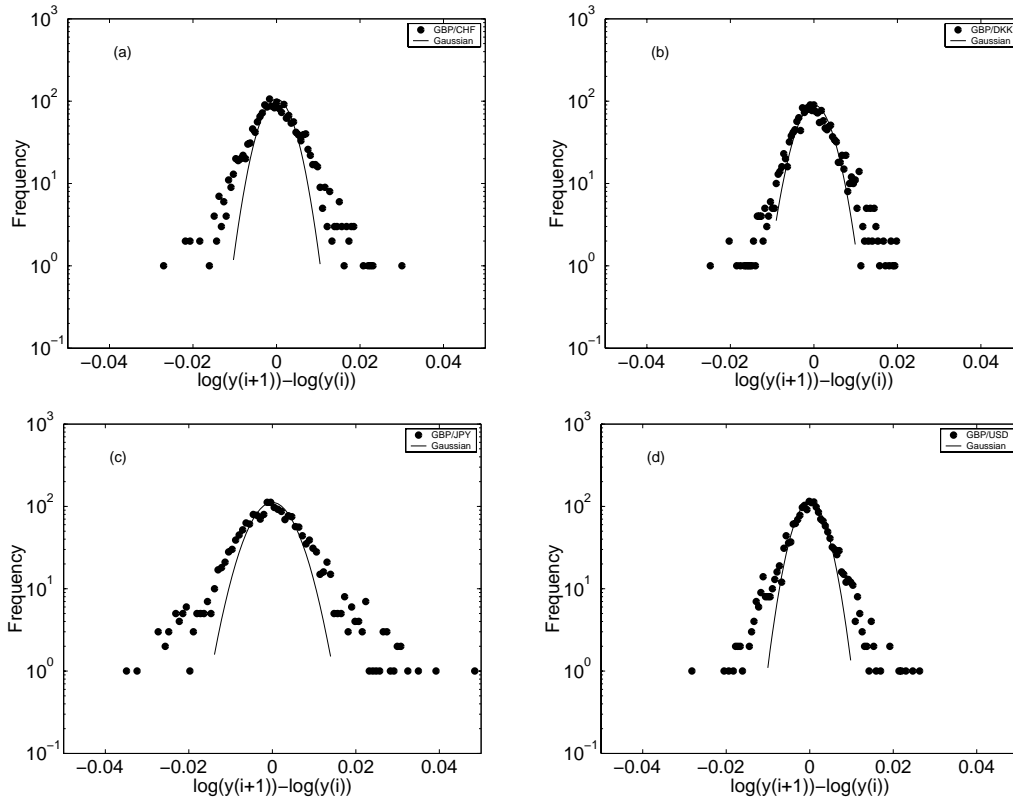 10^3
GBP/CHF
Gaussian
(a)
10^2
Frequency
10^1
10^0
10^-1
−0.04 −0.02 0 0.02 0.04
log(y(i+1))−log(y(i))
10^3
GBP/DKK
Gaussian
(b)
10^2
Frequency
10^1
10^0
10^-1
−0.04 −0.02 0 0.02 0.04
log(y(i+1))−log(y(i))
10^3
GBP/JPY
Gaussian
(c)
10^2
Frequency
10^1
10^0
10^-1
−0.04 −0.02 0 0.02 0.04
log(y(i+1))−log(y(i))
10^3
GBP/USD
Gaussian
(d)
10^2
Frequency
10^1
10^0
10^-1
−0.04 −0.02 0 0.02 0.04
log(y(i+1))−log(y(i))